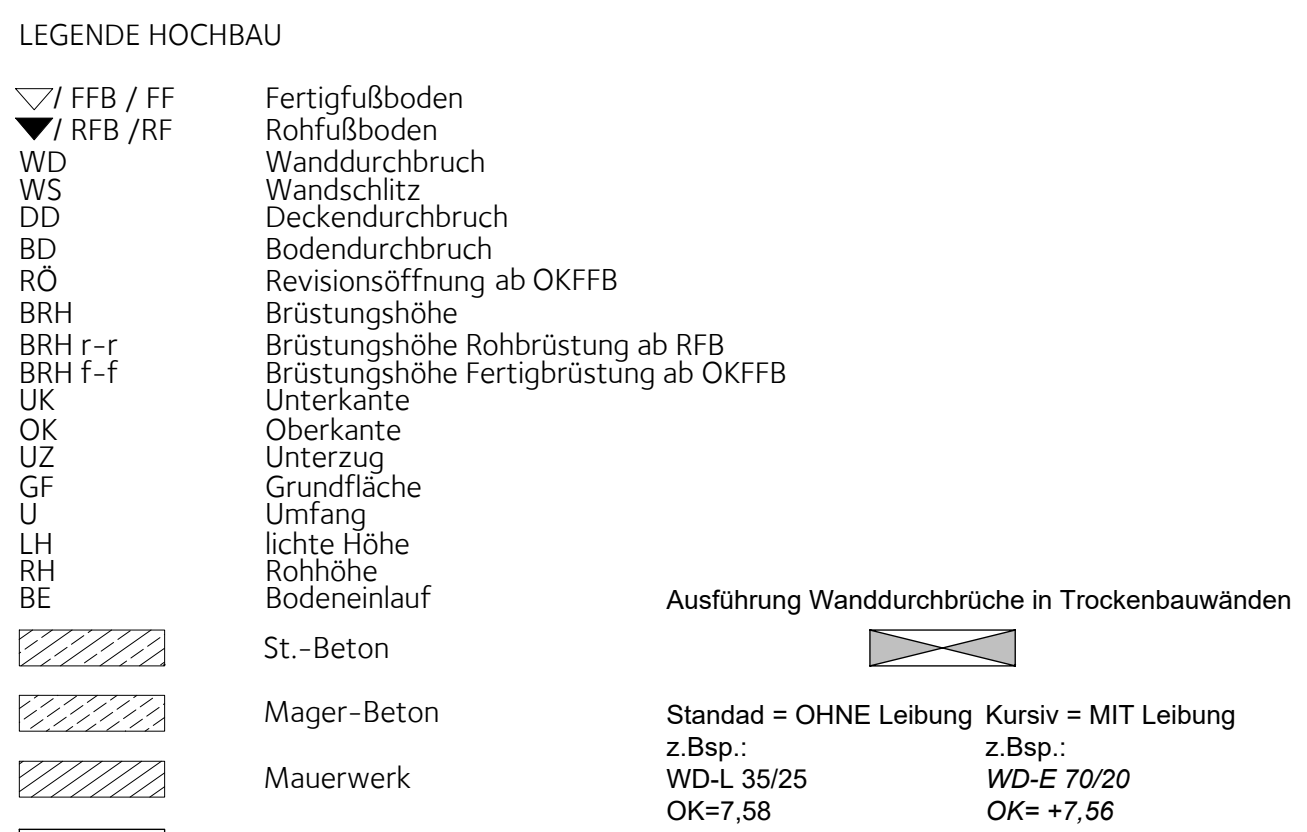 LEGENDE HOCHBAU
/ FFB / FF Fertigfußboden
/ RFB /RF Rohfußboden
WD Wanddurchbruch
WS Wandschlitz
DD Deckendurchbruch
BD Bodendurchbruch
RÖ Revisionsöffnung ab OKFFB
BRH Brüstungshöhe
BRH r-r Brüstungshöhe Rohbrüstung ab RFB
BRH f-f Brüstungshöhe Fertigbrüstung ab OKFFB
UK Unterkante
OK Oberkante
UZ Unterzug
GF Grundfläche
U Umfang
LH lichte Höhe
RH Rohhöhe
BE Bodeneinlauf
St.-Beton
Mager-Beton
Mauerwerk
Ausführung Wanddurchbrüche in Trockenbauwänden
Standad = OHNE Leibung Kursiv = MIT Leibung
z.Bsp.: z.Bsp.:
WD-L 35/25 WD-E 70/20
OK=7,58 OK= +7,56